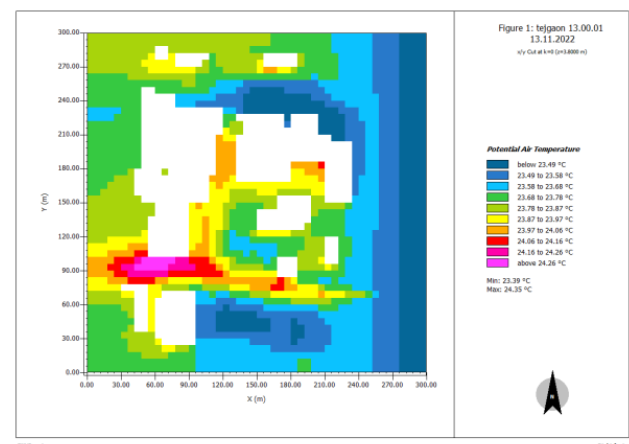 Figure 1: tejgaon 13.00.01
13.11.2022
x/y Cut at k=6 (z=3.8000 m)
300.00
270.00
240.00
210.00
180.00
150.00
120.00
90.00
60.00
30.00
0.00
Y (m)
0.00 30.00 60.00 90.00 120.00 150.00 180.00 210.00 240.00 270.00 300.00
X (m)
Potential Air Temperature
below 23.49 °C
23.49 to 23.58 °C
23.58 to 23.68 °C
23.68 to 23.78 °C
23.78 to 23.87 °C
23.87 to 23.97 °C
23.97 to 24.06 °C
24.06 to 24.16 °C
24.16 to 24.26 °C
above 24.26 °C
Min: 23.39 °C
Max: 24.35 °C
N